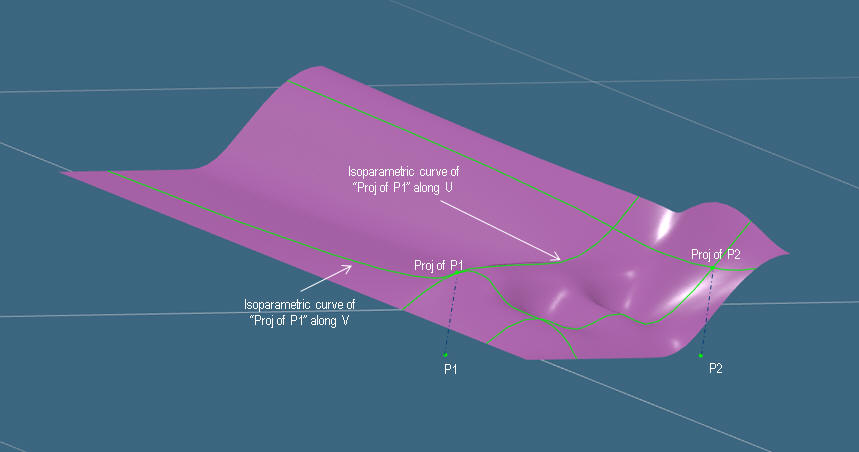 Isoparametric curve of
"Proj of P1" along U
Proj of P2
Proj of P1
Isoparametric curve of
"Proj of P1" along V
P1
P2